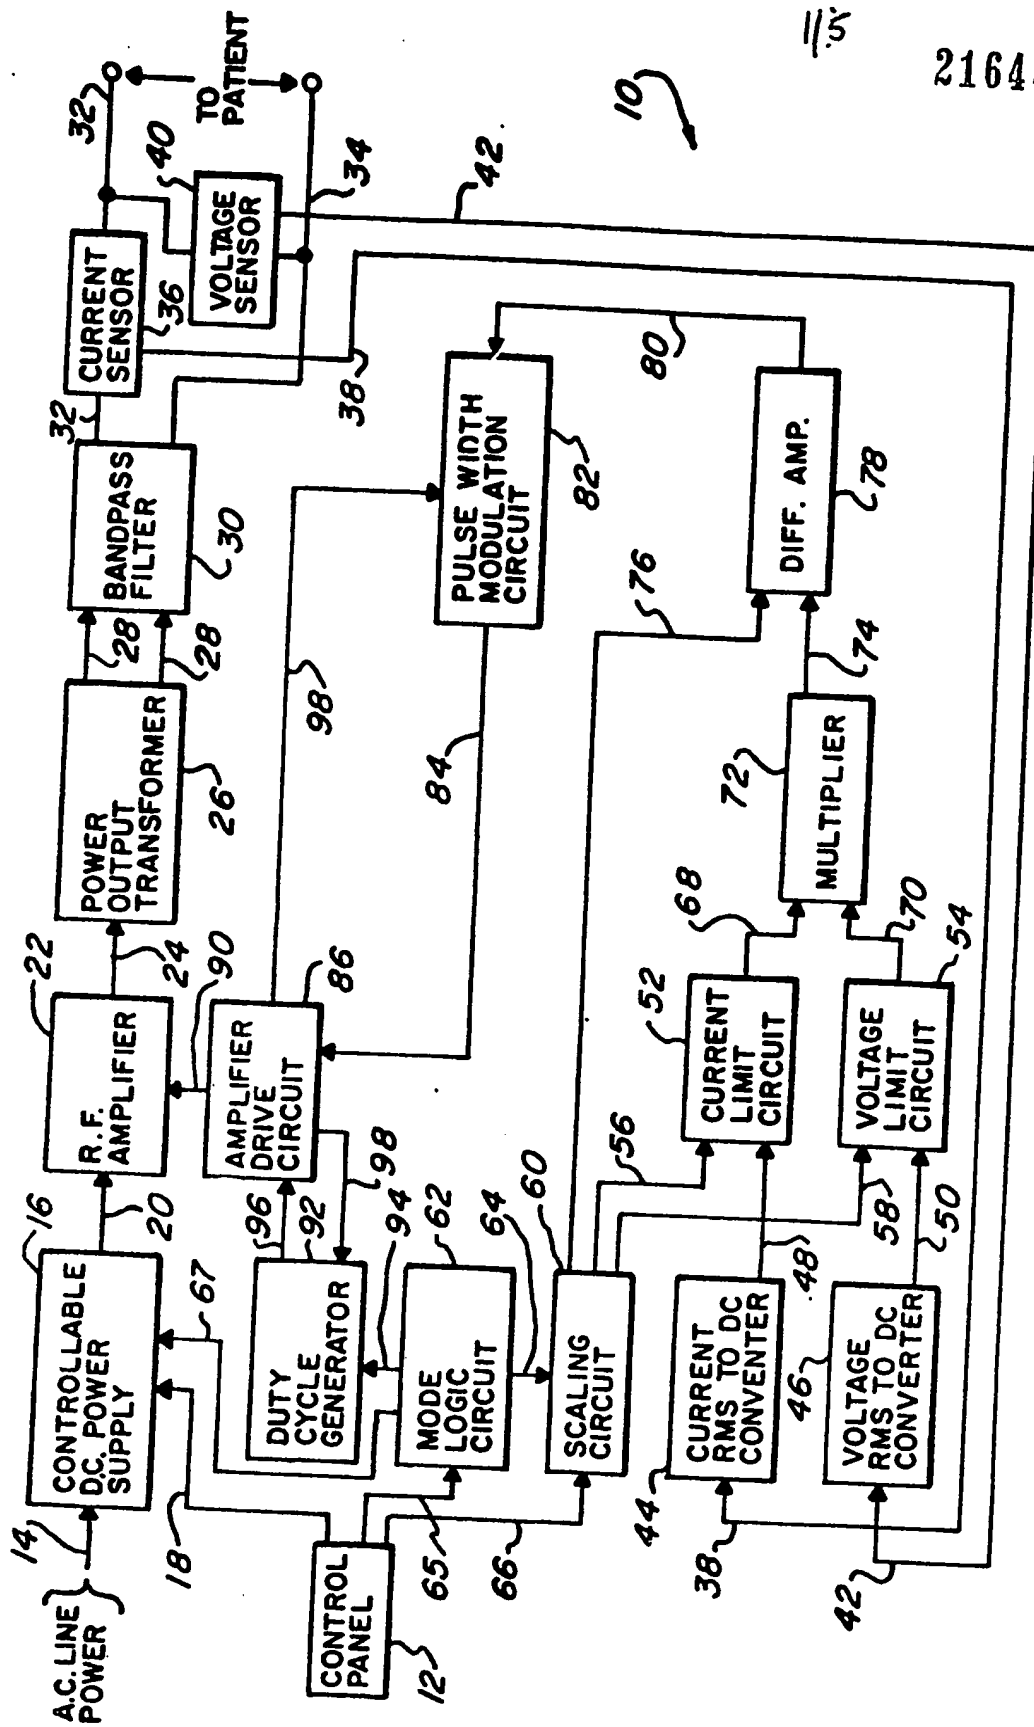 1/5
2164
10
A.C. LINE
POWER
14
CONTROLLABLE
D.C. POWER
SUPPLY
16
18
20
67
R.F.
AMPLIFIER
22
24
90
POWER
OUTPUT
TRANSFORMER
26
28
28
BANDPASS
FILTER
30
32
CURRENT
SENSOR
36
38
32
TO
PATIENT
VOLTAGE
SENSOR
40
34
42
CONTROL
PANEL
12
65
66
DUTY
CYCLE
GENERATOR
92
96
98
94
AMPLIFIER
DRIVE
CIRCUIT
86
98
84
PULSE WIDTH
MODULATION
CIRCUIT
82
80
MODE
LOGIC
CIRCUIT
62
64
SCALING
CIRCUIT
60
56
58
76
CURRENT
RMS TO DC
CONVENTER
44
38
48
VOLTAGE
RMS TO DC
CONVERTER
46
42
50
CURRENT
LIMIT
CIRCUIT
52
68
VOLTAGE
LIMIT
CIRCUIT
54
70
MULTIPLIER
72
74
DIFF. AMP.
78